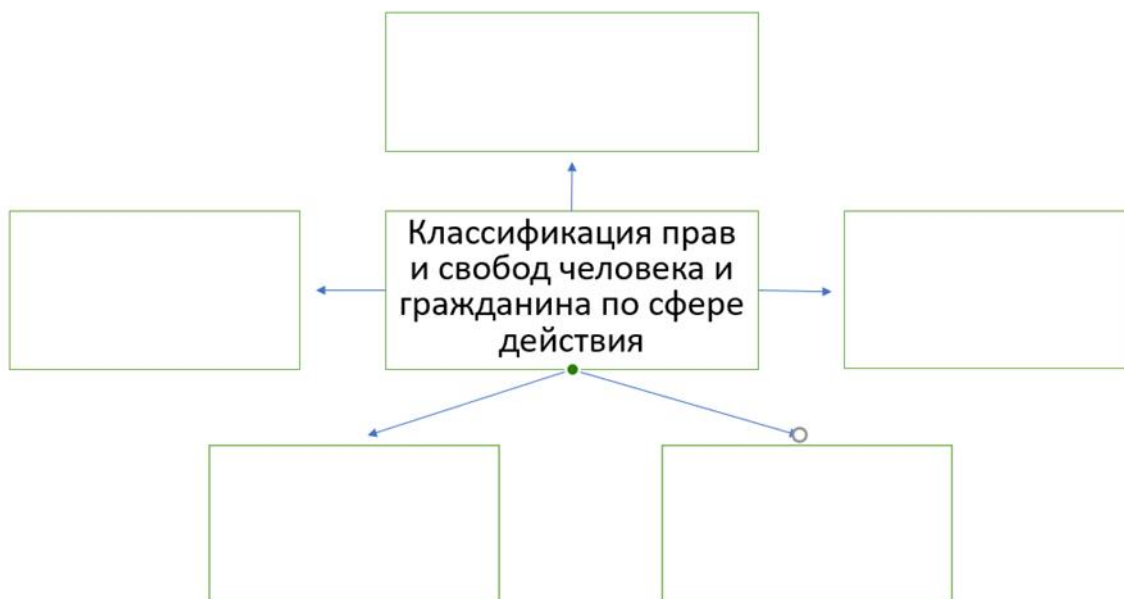 Классификация прав
и свобод человека и
гражданина по сфере
действия